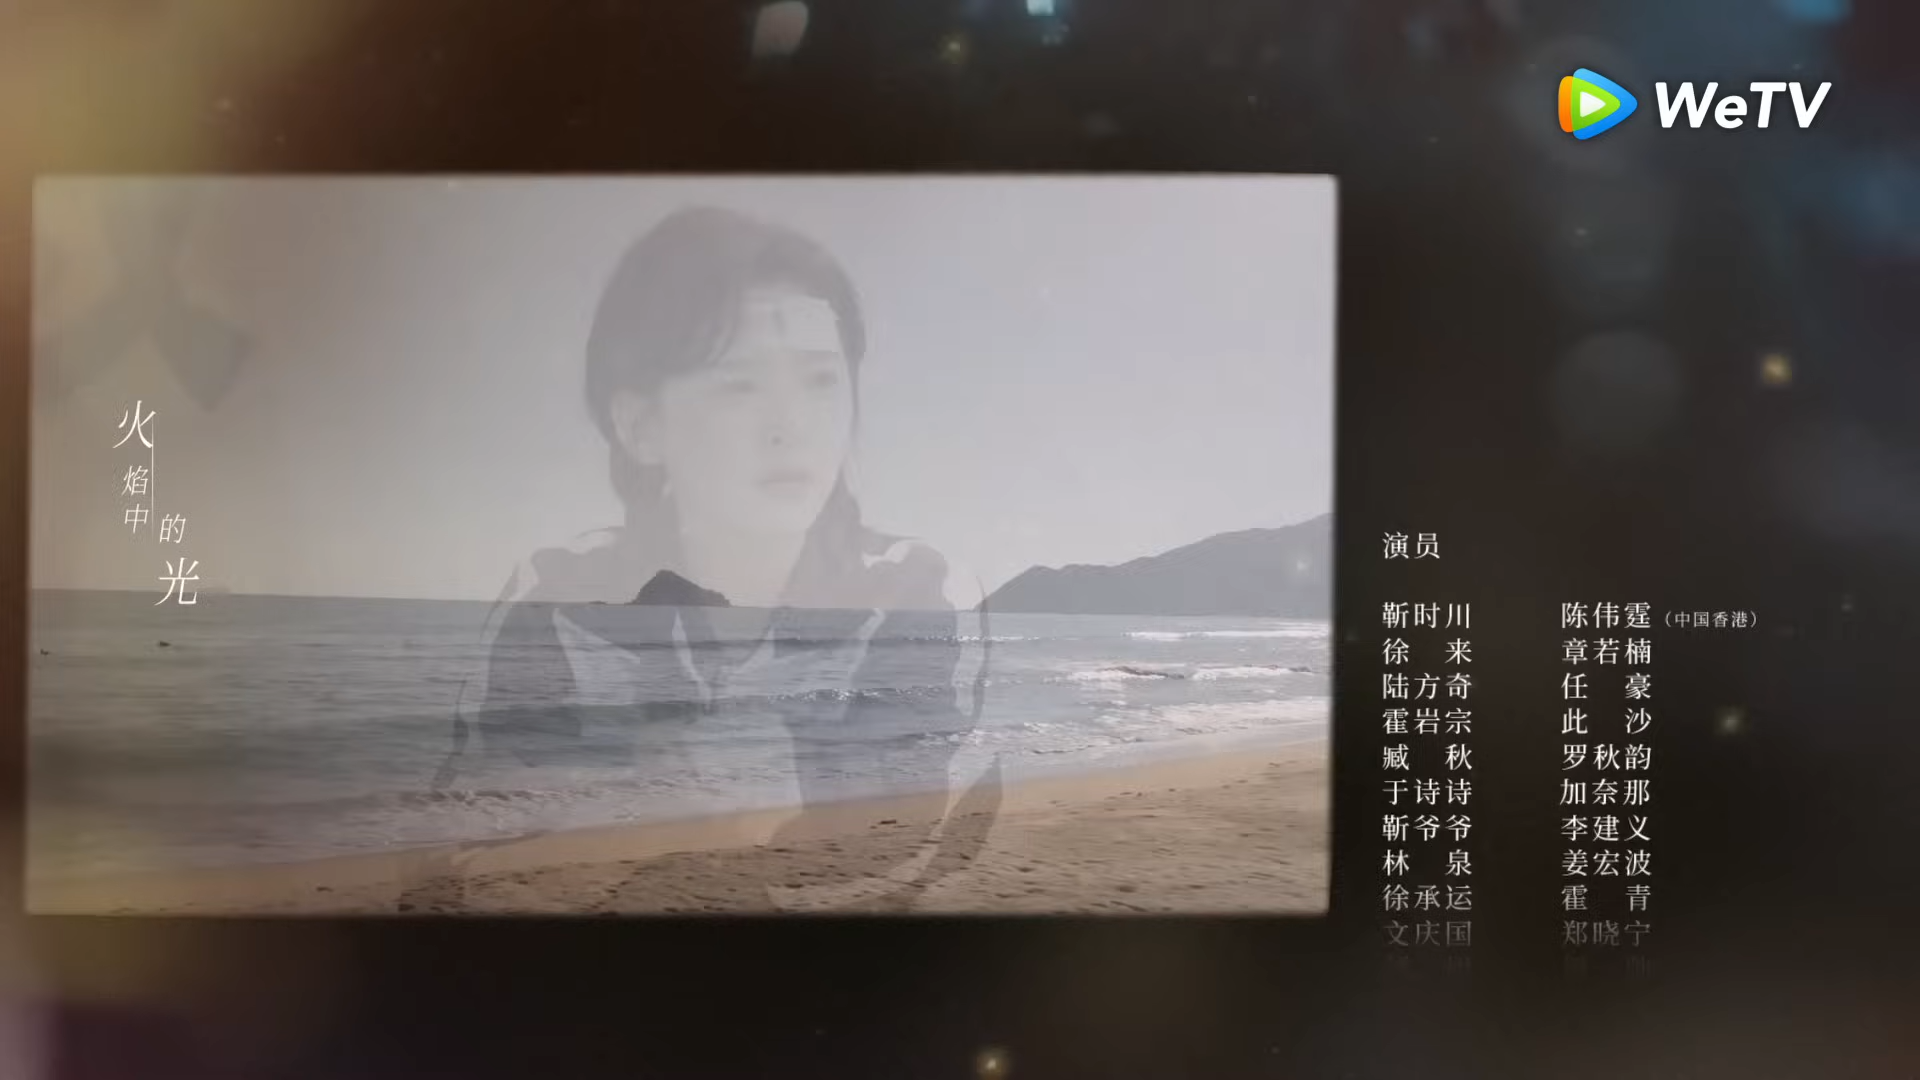 WeTV
火焰中的光
演员
靳时川 陈伟霆（中国香港）
徐来 章若楠
陆方奇 任豪
霍岩宗 此沙
臧秋 罗秋韵
于诗诗 加奈那
靳爷爷 李建义
林泉 姜宏波
徐承运 霍青
文庆国 郑晓宁